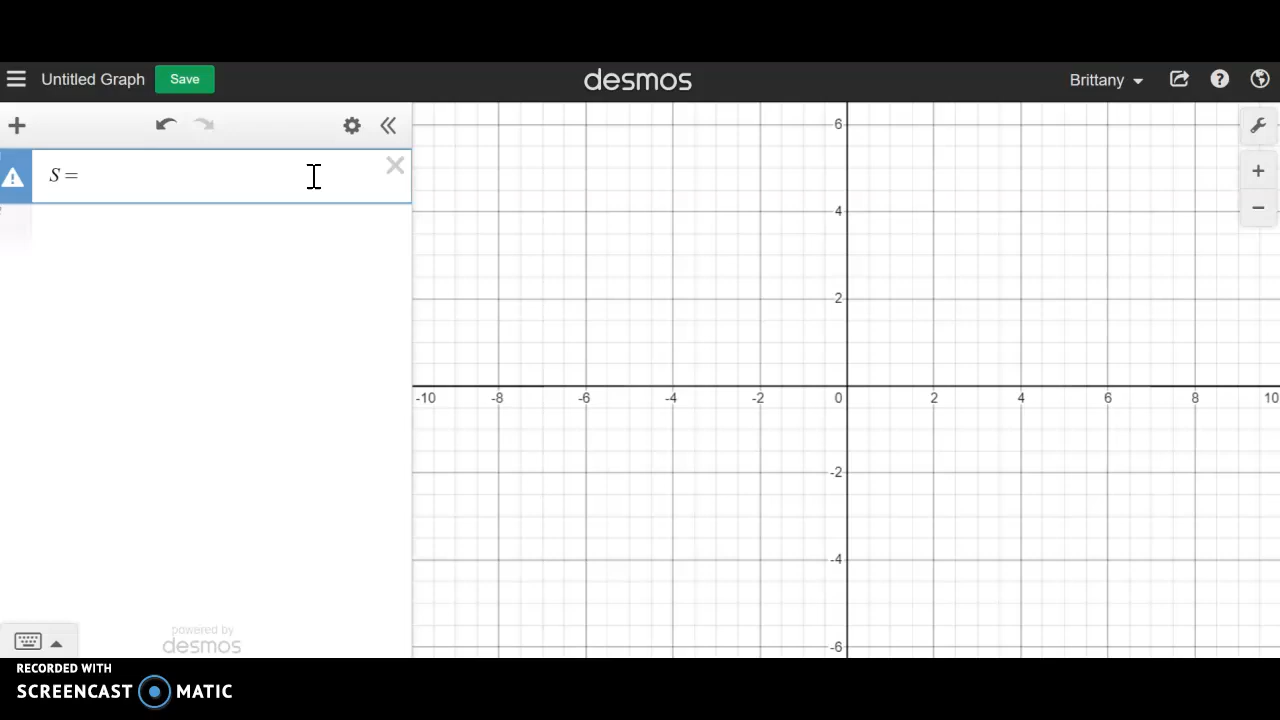 Untitled Graph Save desmos Brittany
S =
6
4
2
-10 -8 -6 -4 -2 0 2 4 6 8 10
-2
-4
-6
powered by
desmos
RECORDED WITH
SCREENCAST MATIC